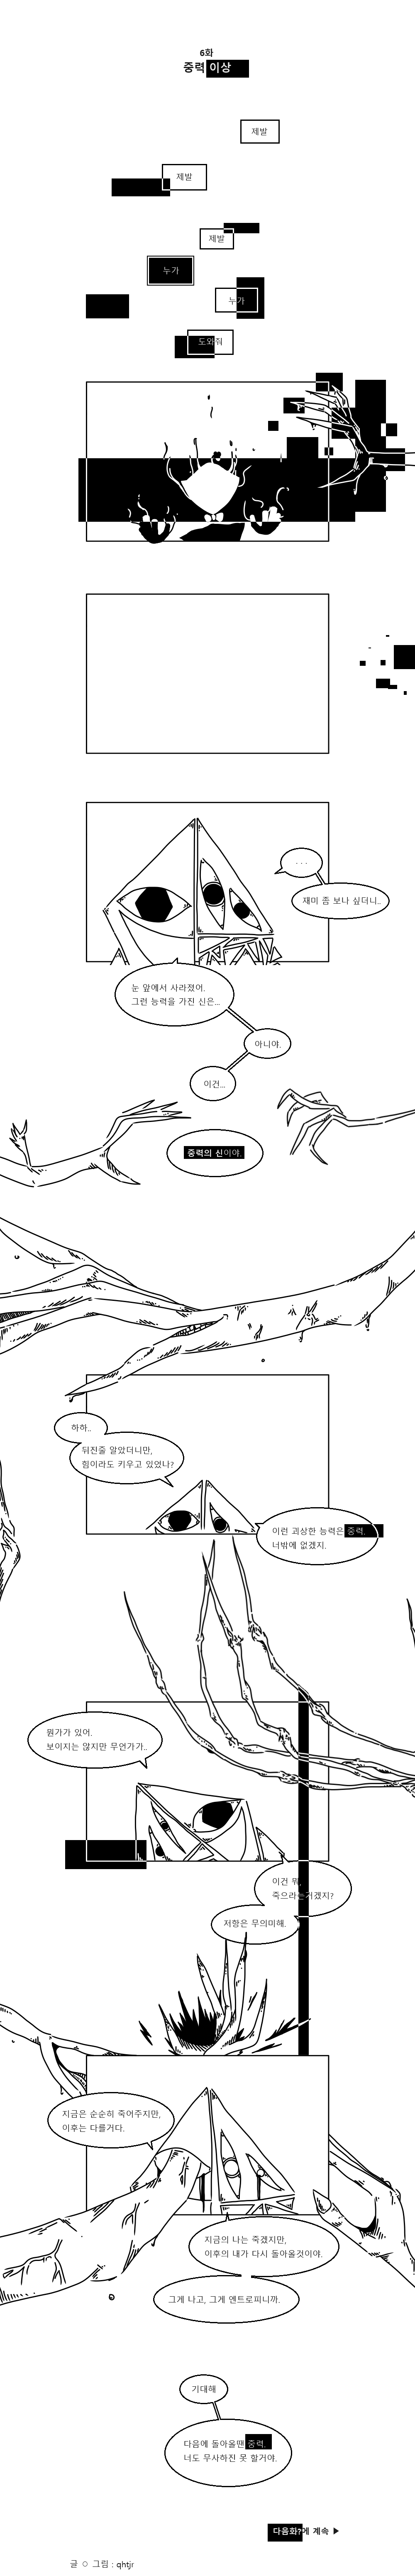 6화
중력 이상
제발
제발
제발
누가
누가
도와줘
. . .
재미 좀 보나 싶더니..
눈 앞에서 사라졌어.
그런 능력을 가진 신은...
아니야.
이건...
중력의 신이야.
하하..
뒤진줄 알았더니만,
힘이라도 키우고 있었나?
이런 괴상한 능력은 중력.
너밖에 없겠지.
뭔가가 있어.
보이지는 않지만 무언가가..
이건 뭐,
죽으라는거겠지?
저항은 무의미해.
지금은 순순히 죽어주지만,
이후는 다를거다.
지금의 나는 죽겠지만,
이후의 내가 다시 돌아올것이야.
그게 나고, 그게 엔트로피니까.
기대해
다음에 돌아올땐 중력.
너도 무사하진 못 할거야.
다음화?에 계속 ▶
글 ㅇ 그림 : qhtjr